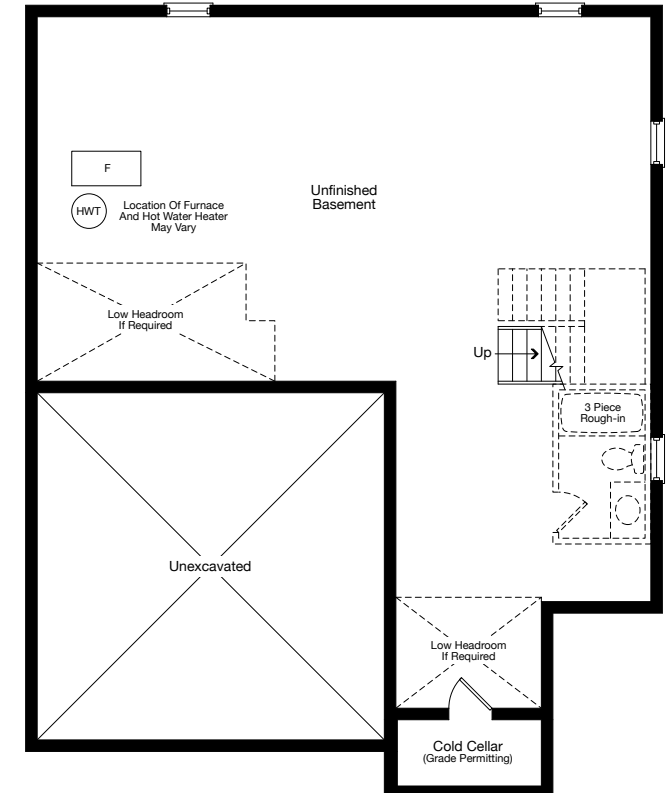 F
HWT
Location Of Furnace
And Hot Water Heater
May Vary
Unfinished
Basement
Low Headroom
If Required
Up
3 Piece
Rough-in
Unexcavated
Low Headroom
If Required
Cold Cellar
(Grade Permitting)